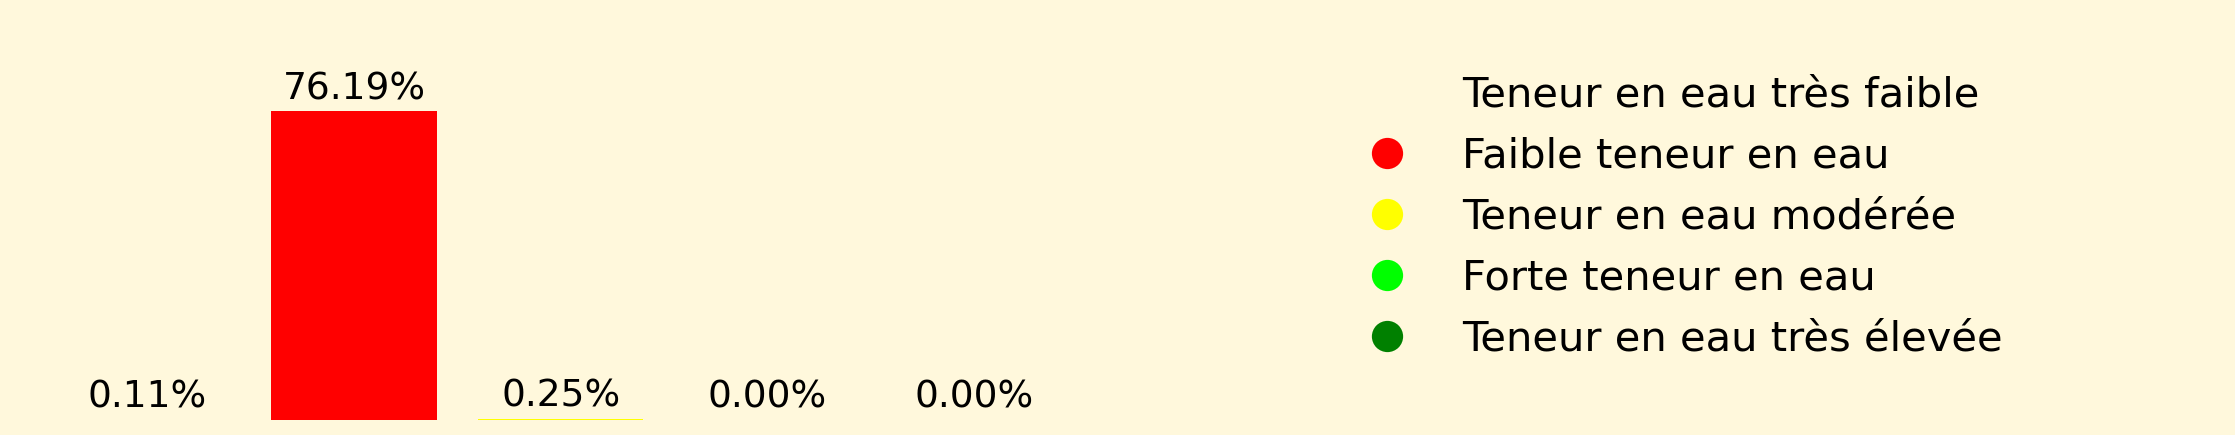 76.19%
0.11%
0.25%
0.00%
0.00%
Teneur en eau très faible
Faible teneur en eau
Teneur en eau modérée
Forte teneur en eau
Teneur en eau très élevée